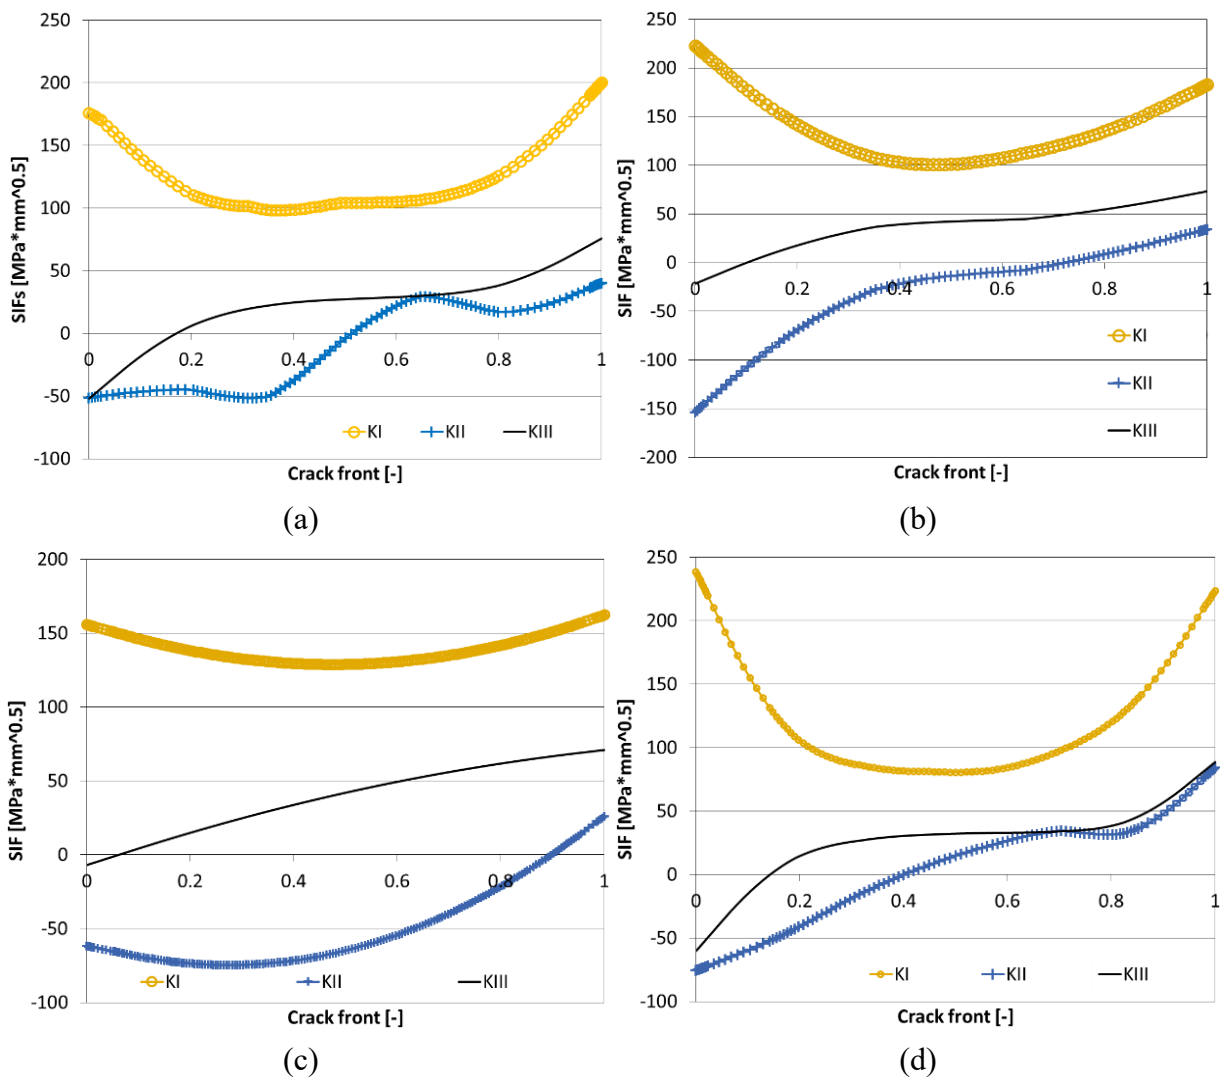 250
200
150
100
50
0
-50
-100
SIFs [MPa*mm^0.5]
0 0.2 0.4 0.6 0.8 1
KI KII KIII
Crack front [-]
(a)
250
200
150
100
50
0
-50
-100
-150
-200
SIF [MPa*mm^0.5]
0 0.2 0.4 0.6 0.8 1
KI
KII
KIII
Crack front [-]
(b)
200
150
100
50
0
-50
-100
SIF [MPa*mm^0.5]
0 0.2 0.4 0.6 0.8 1
KI KII KIII
Crack front [-]
(c)
250
200
150
100
50
0
-50
-100
SIF [MPa*mm^0.5]
0 0.2 0.4 0.6 0.8 1
KI KII KIII
Crack front [-]
(d)